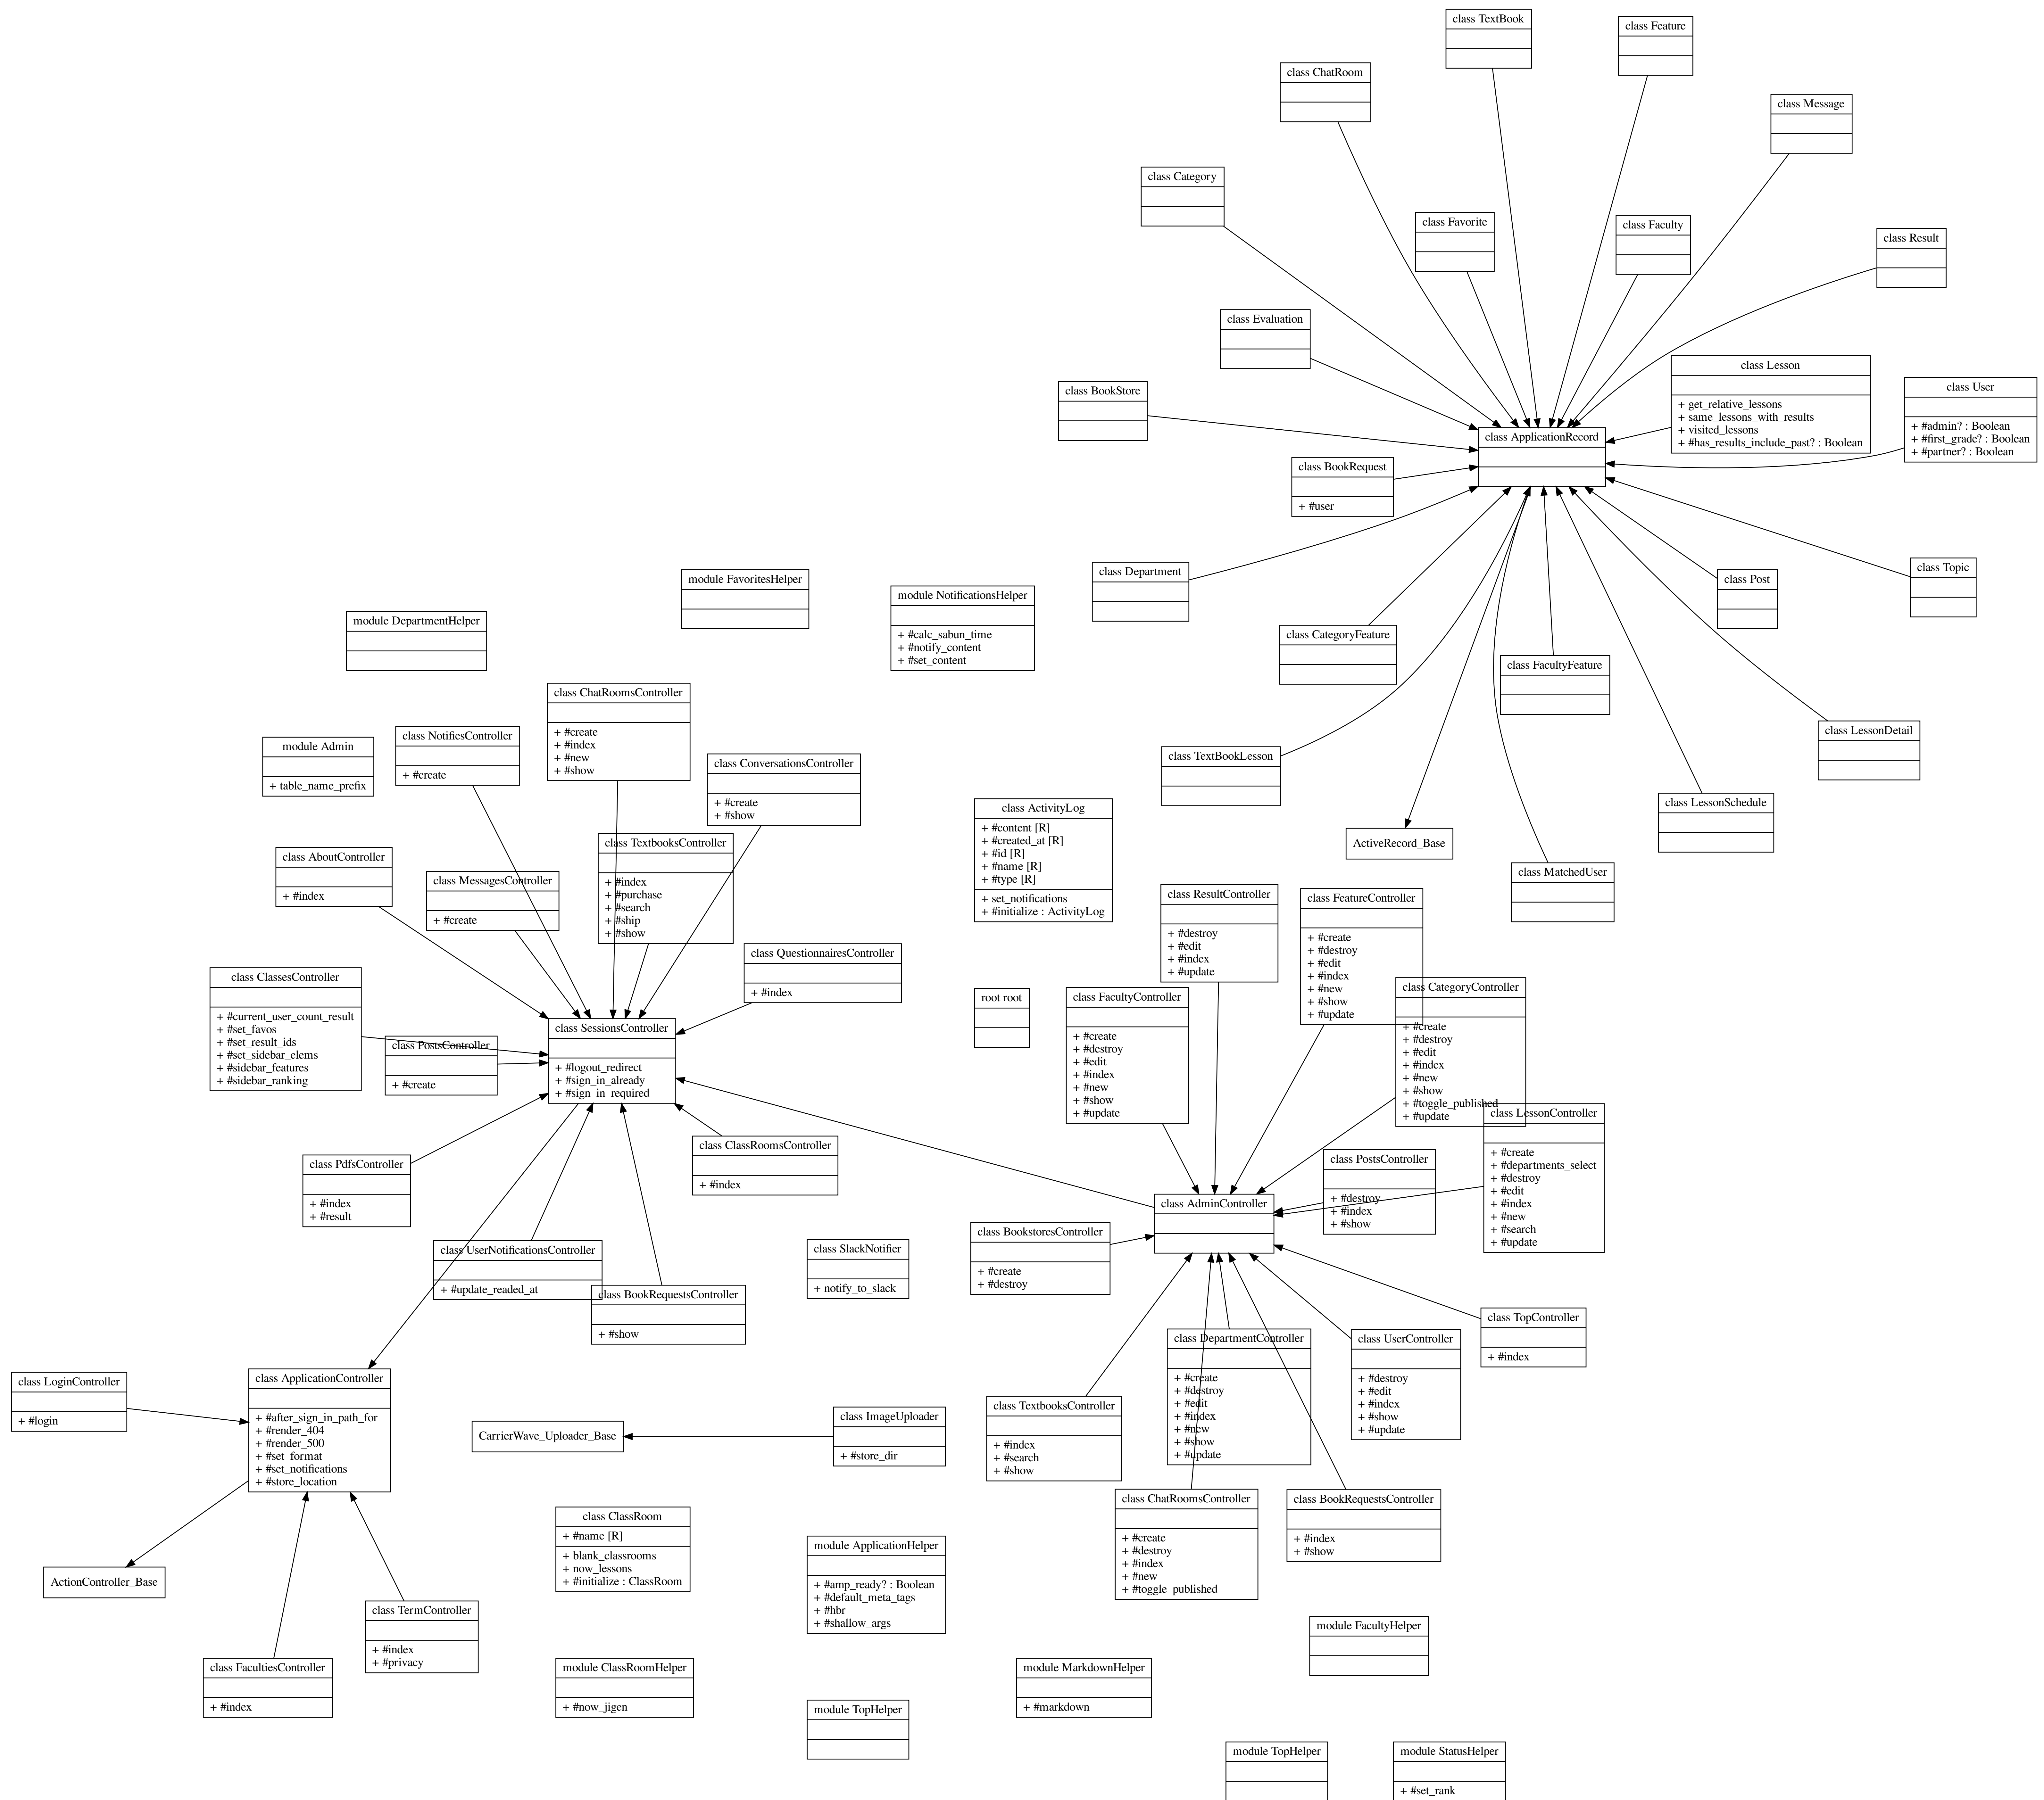 class TextBook
class Feature
class ChatRoom
class Message
class Category
class Favorite
class Faculty
class Result
class Evaluation
class Lesson
+ get_relative_lessons
+ same_lessons_with_results
+ visited_lessons
+ #has_results_include_past? : Boolean
class User
+ #admin? : Boolean
+ #first_grade? : Boolean
+ #partner? : Boolean
class BookStore
class ApplicationRecord
class BookRequest
+ #user
class Department
class Topic
class Post
module FavoritesHelper
module NotificationsHelper
+ #calc_sabun_time
+ #notify_content
+ #set_content
module DepartmentHelper
class CategoryFeature
class FacultyFeature
class ChatRoomsController
+ #create
+ #index
+ #new
+ #show
class LessonDetail
class NotifiesController
+ #create
module Admin
+ table_name_prefix
class ConversationsController
+ #create
+ #show
class TextBookLesson
class LessonSchedule
class ActivityLog
+ #content [R]
+ #created_at [R]
+ #id [R]
+ #name [R]
+ #type [R]
+ set_notifications
+ #initialize : ActivityLog
ActiveRecord_Base
class TextbooksController
+ #index
+ #purchase
+ #search
+ #ship
+ #show
class AboutController
+ #index
class MessagesController
+ #create
class MatchedUser
class ResultController
+ #destroy
+ #edit
+ #index
+ #update
class FeatureController
+ #create
+ #destroy
+ #edit
+ #index
+ #new
+ #show
+ #update
class QuestionnairesController
+ #index
class ClassesController
+ #current_user_count_result
+ #set_favos
+ #set_result_ids
+ #set_sidebar_elems
+ #sidebar_features
+ #sidebar_ranking
class CategoryController
+ #create
+ #destroy
+ #edit
+ #index
+ #new
+ #show
+ #toggle_published
+ #update
root root
class FacultyController
+ #create
+ #destroy
+ #edit
+ #index
+ #new
+ #show
+ #update
class SessionsController
+ #logout_redirect
+ #sign_in_already
+ #sign_in_required
class PostsController
+ #create
class LessonController
+ #create
+ #departments_select
+ #destroy
+ #edit
+ #index
+ #new
+ #search
+ #update
class ClassRoomsController
+ #index
class PostsController
+ #destroy
+ #index
+ #show
class PdfsController
+ #index
+ #result
class AdminController
class BookstoresController
+ #create
+ #destroy
class UserNotificationsController
+ #update_readed_at
class SlackNotifier
+ notify_to_slack
class BookRequestsController
+ #show
class TopController
+ #index
class DepartmentController
+ #create
+ #destroy
+ #edit
+ #index
+ #new
+ #show
+ #update
class UserController
+ #destroy
+ #edit
+ #index
+ #show
+ #update
class LoginController
+ #login
class ApplicationController
+ #after_sign_in_path_for
+ #render_404
+ #render_500
+ #set_format
+ #set_notifications
+ #store_location
class TextbooksController
+ #index
+ #search
+ #show
CarrierWave_Uploader_Base
class ImageUploader
+ #store_dir
class ChatRoomsController
+ #create
+ #destroy
+ #index
+ #new
+ #toggle_published
class BookRequestsController
+ #index
+ #show
class ClassRoom
+ #name [R]
+ blank_classrooms
+ now_lessons
+ #initialize : ClassRoom
module ApplicationHelper
+ #amp_ready? : Boolean
+ #default_meta_tags
+ #hbr
+ #shallow_args
ActionController_Base
class TermController
+ #index
+ #privacy
module FacultyHelper
class FacultiesController
+ #index
module ClassRoomHelper
+ #now_jigen
module MarkdownHelper
+ #markdown
module TopHelper
module TopHelper
module StatusHelper
+ #set_rank